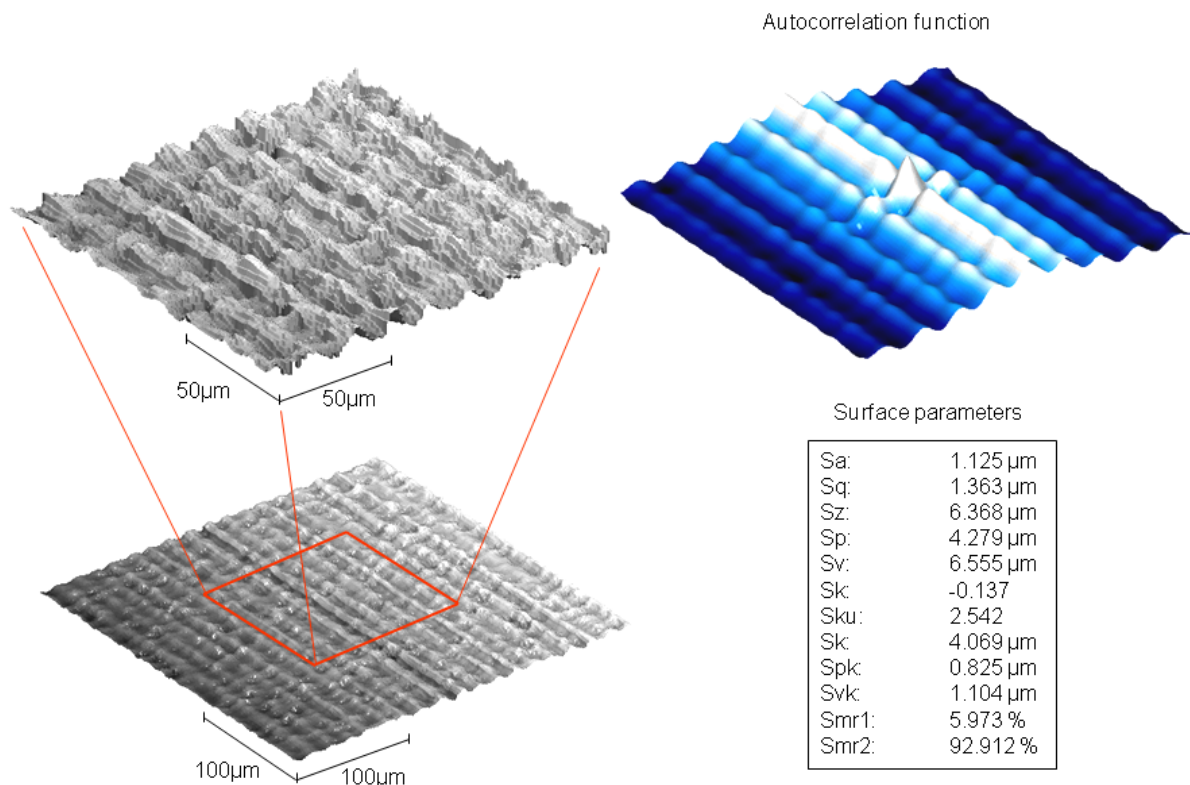 Autocorrelation function
50µm
50µm
100µm
100µm
Surface parameters
Sa: 1.125 µm
Sq: 1.363 µm
Sz: 6.368 µm
Sp: 4.279 µm
Sv: 6.555 µm
Sk: -0.137
Sku: 2.542
Sk: 4.069 µm
Spk: 0.825 µm
Svk: 1.104 µm
Smr1: 5.973 %
Smr2: 92.912 %